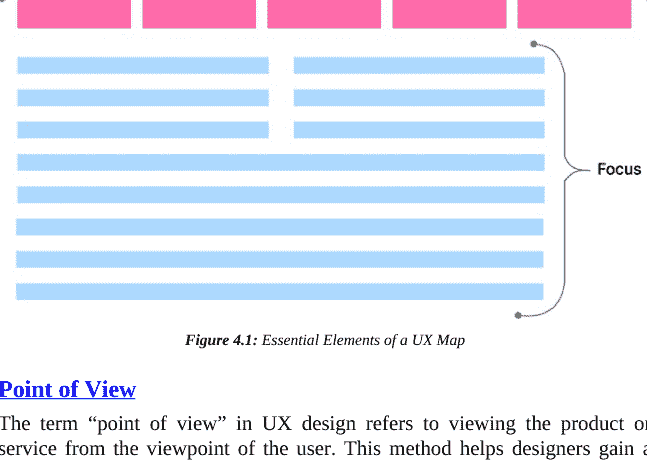 Focus
Figure 4.1: Essential Elements of a UX Map
Point of View
The term “point of view” in UX design refers to viewing the product or
service from the viewpoint of the user. This method helps designers gain a